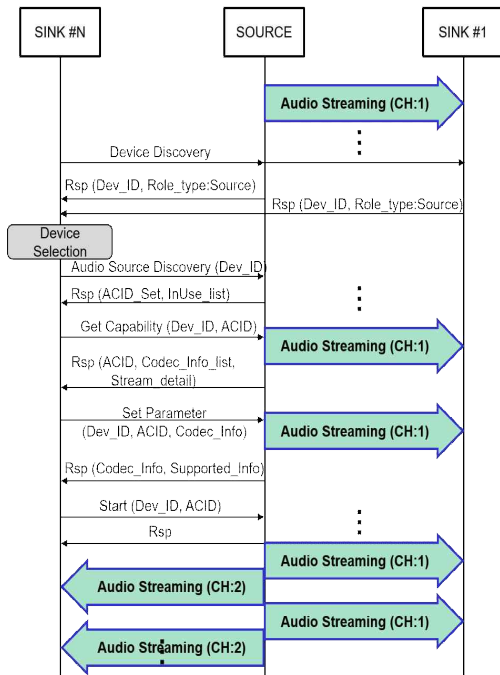 SINK #N
SOURCE
SINK #1
Audio Streaming (CH:1)
Device Discovery
Rsp (Dev_ID, Role_type:Source)
Rsp (Dev_ID, Role_type:Source)
Device
Selection
Audio Source Discovery (Dev_ID)
Rsp (ACID_Set, InUse_list)
Get Capability (Dev_ID, ACID)
Audio Streaming (CH:1)
Rsp (ACID, Codec_Info_list,
Stream_detail)
Set Parameter
(Dev_ID, ACID, Codec_Info)
Audio Streaming (CH:1)
Rsp (Codec_Info, Supported_Info)
Start (Dev_ID, ACID)
Rsp
Audio Streaming (CH:1)
Audio Streaming (CH:2)
Audio Streaming (CH:1)
Audio Streaming (CH:2)